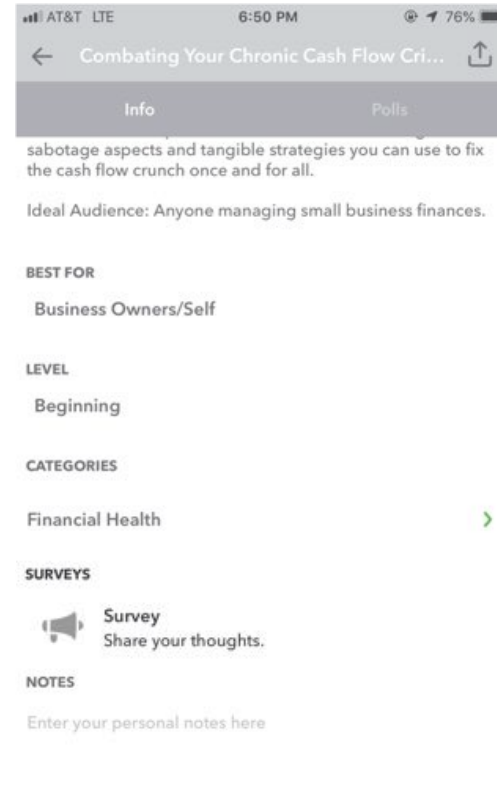 AT&T LTE 6:50 PM 76%
Combating Your Chronic Cash Flow Cri...
Info Polls
sabotage aspects and tangible strategies you can use to fix
the cash flow crunch once and for all.
Ideal Audience: Anyone managing small business finances.
BEST FOR
Business Owners/Self
LEVEL
Beginning
CATEGORIES
Financial Health
SURVEYS
Survey
Share your thoughts.
NOTES
Enter your personal notes here